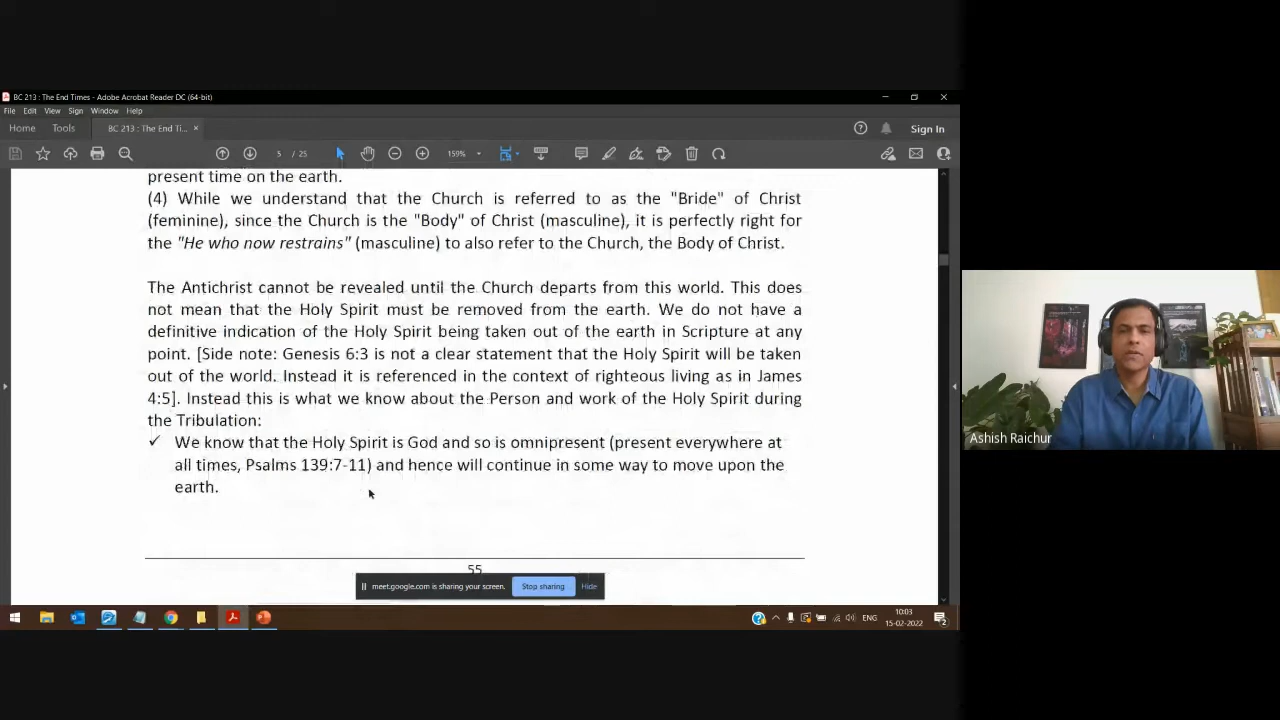 BC 213 : The End Times - Adobe Acrobat Reader DC (64-bit)
File Edit View Sign Window Help
Home Tools BC 213 : The End Ti... × Sign In
5 / 25 159%
present time on the earth.
(4) While we understand that the Church is referred to as the "Bride" of Christ
(feminine), since the Church is the "Body" of Christ (masculine), it is perfectly right for
the "He who now restrains" (masculine) to also refer to the Church, the Body of Christ.
The Antichrist cannot be revealed until the Church departs from this world. This does
not mean that the Holy Spirit must be removed from the earth. We do not have a
definitive indication of the Holy Spirit being taken out of the earth in Scripture at any
point. [Side note: Genesis 6:3 is not a clear statement that the Holy Spirit will be taken
out of the world. Instead it is referenced in the context of righteous living as in James
4:5]. Instead this is what we know about the Person and work of the Holy Spirit during
the Tribulation:
✓ We know that the Holy Spirit is God and so is omnipresent (present everywhere at
all times, Psalms 139:7-11) and hence will continue in some way to move upon the
earth.
55
meet.google.com is sharing your screen. Stop sharing Hide
Ashish Raichur
ENG
10:03
15-02-2022
2